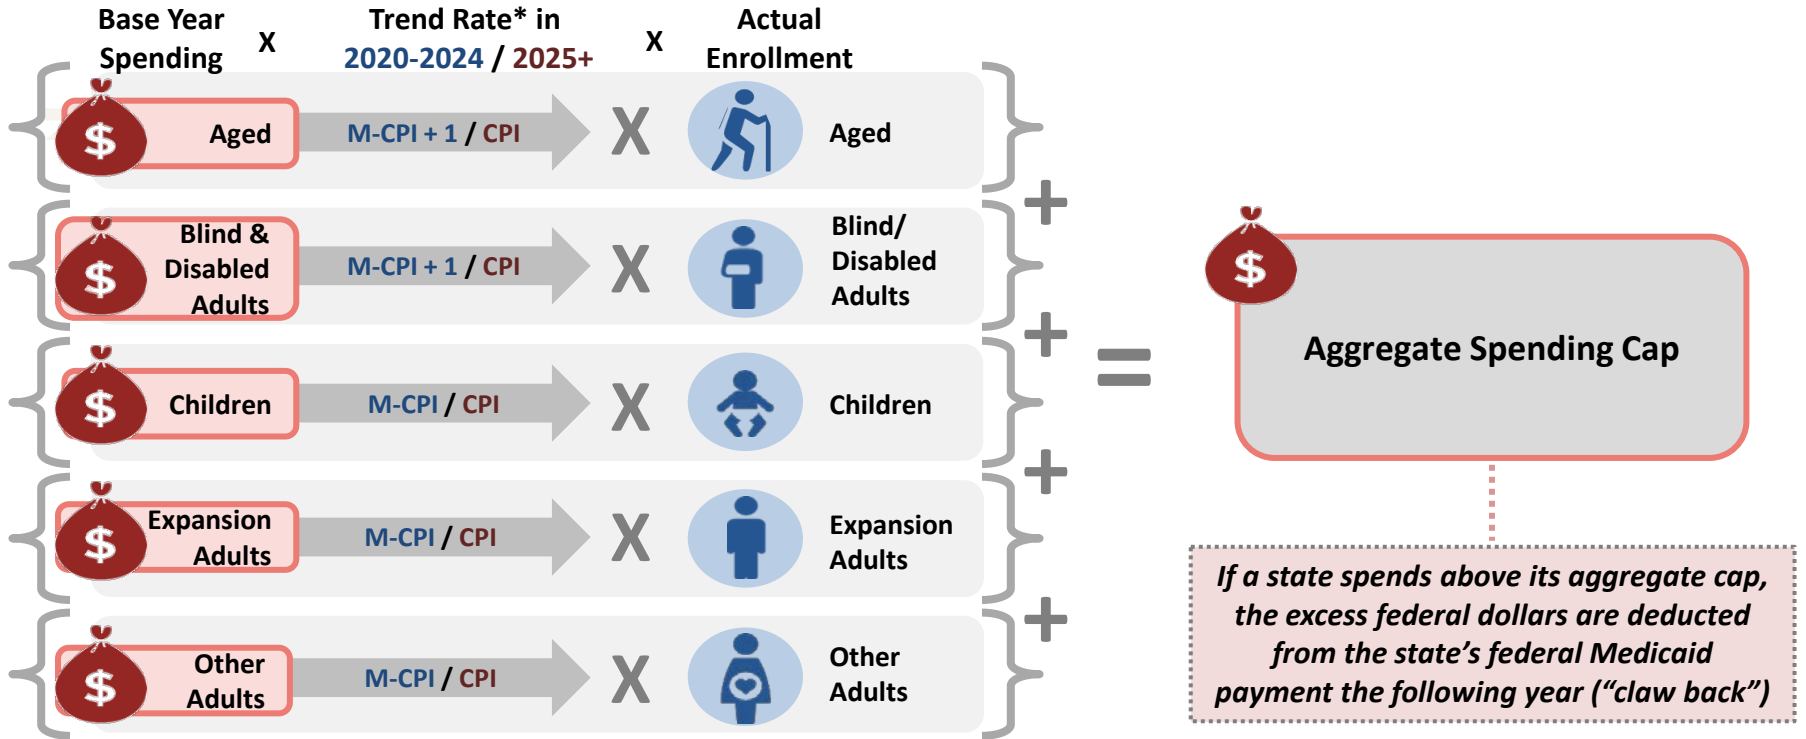 Base Year
Spending
X
Trend Rate* in
2020-2024 / 2025+
X
Actual
Enrollment
$
Aged
M-CPI + 1 / CPI
X
Aged
+
$
Blind &
Disabled
Adults
M-CPI + 1 / CPI
X
Blind/
Disabled
Adults
+
$
Children
M-CPI / CPI
X
Children
+
$
Expansion
Adults
M-CPI / CPI
X
Expansion
Adults
+
$
Other
Adults
M-CPI / CPI
X
Other
Adults
=
$
Aggregate Spending Cap
If a state spends above its aggregate cap,
the excess federal dollars are deducted
from the state’s federal Medicaid
payment the following year (“claw back”)